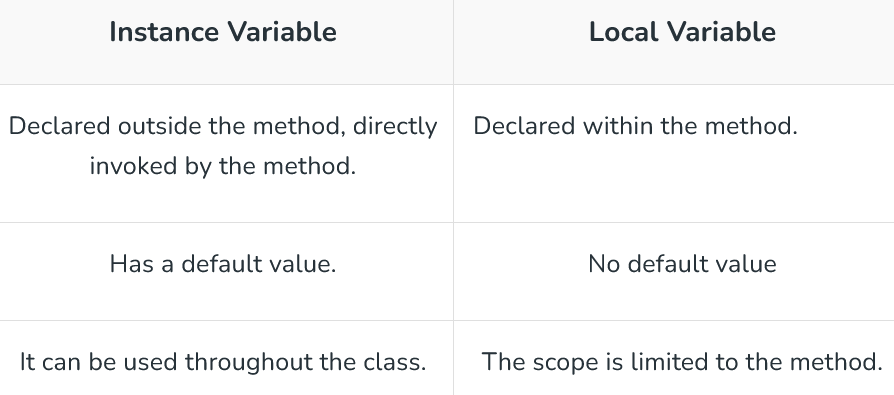 Instance Variable
Local Variable
Declared outside the method, directly
invoked by the method.
Declared within the method.
Has a default value.
No default value
It can be used throughout the class.
The scope is limited to the method.